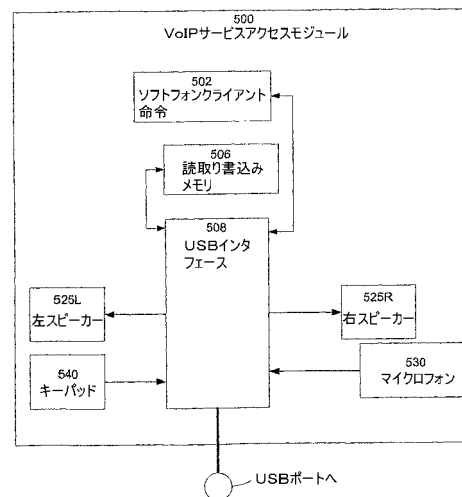 500
VoIPサービスアクセスモジュール
502
ソフトフォンクライアント
命令
506
読取り書込み
メモリ
508
USBインタ
フェース
525L
左スピーカー
525R
右スピーカー
540
キーパッド
530
マイクロフォン
USBポートへ